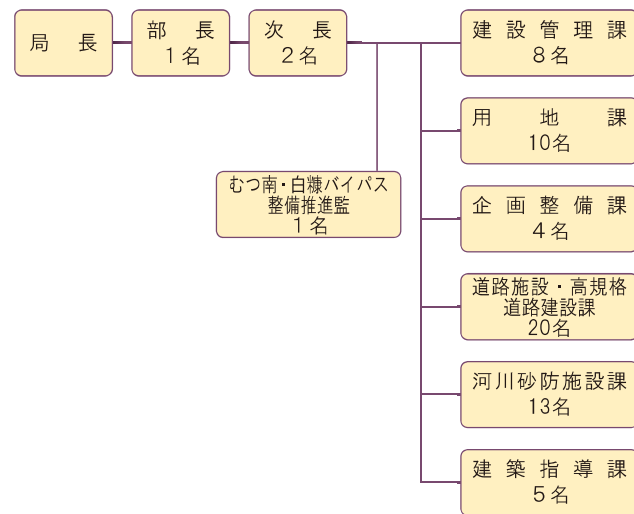 局長
部長
1名
次長
2名
むつ南・白糠バイパス
整備推進監
1名
建設管理課
8名
用地課
10名
企画整備課
4名
道路施設・高規格
道路建設課
20名
河川砂防施設課
13名
建築指導課
5名